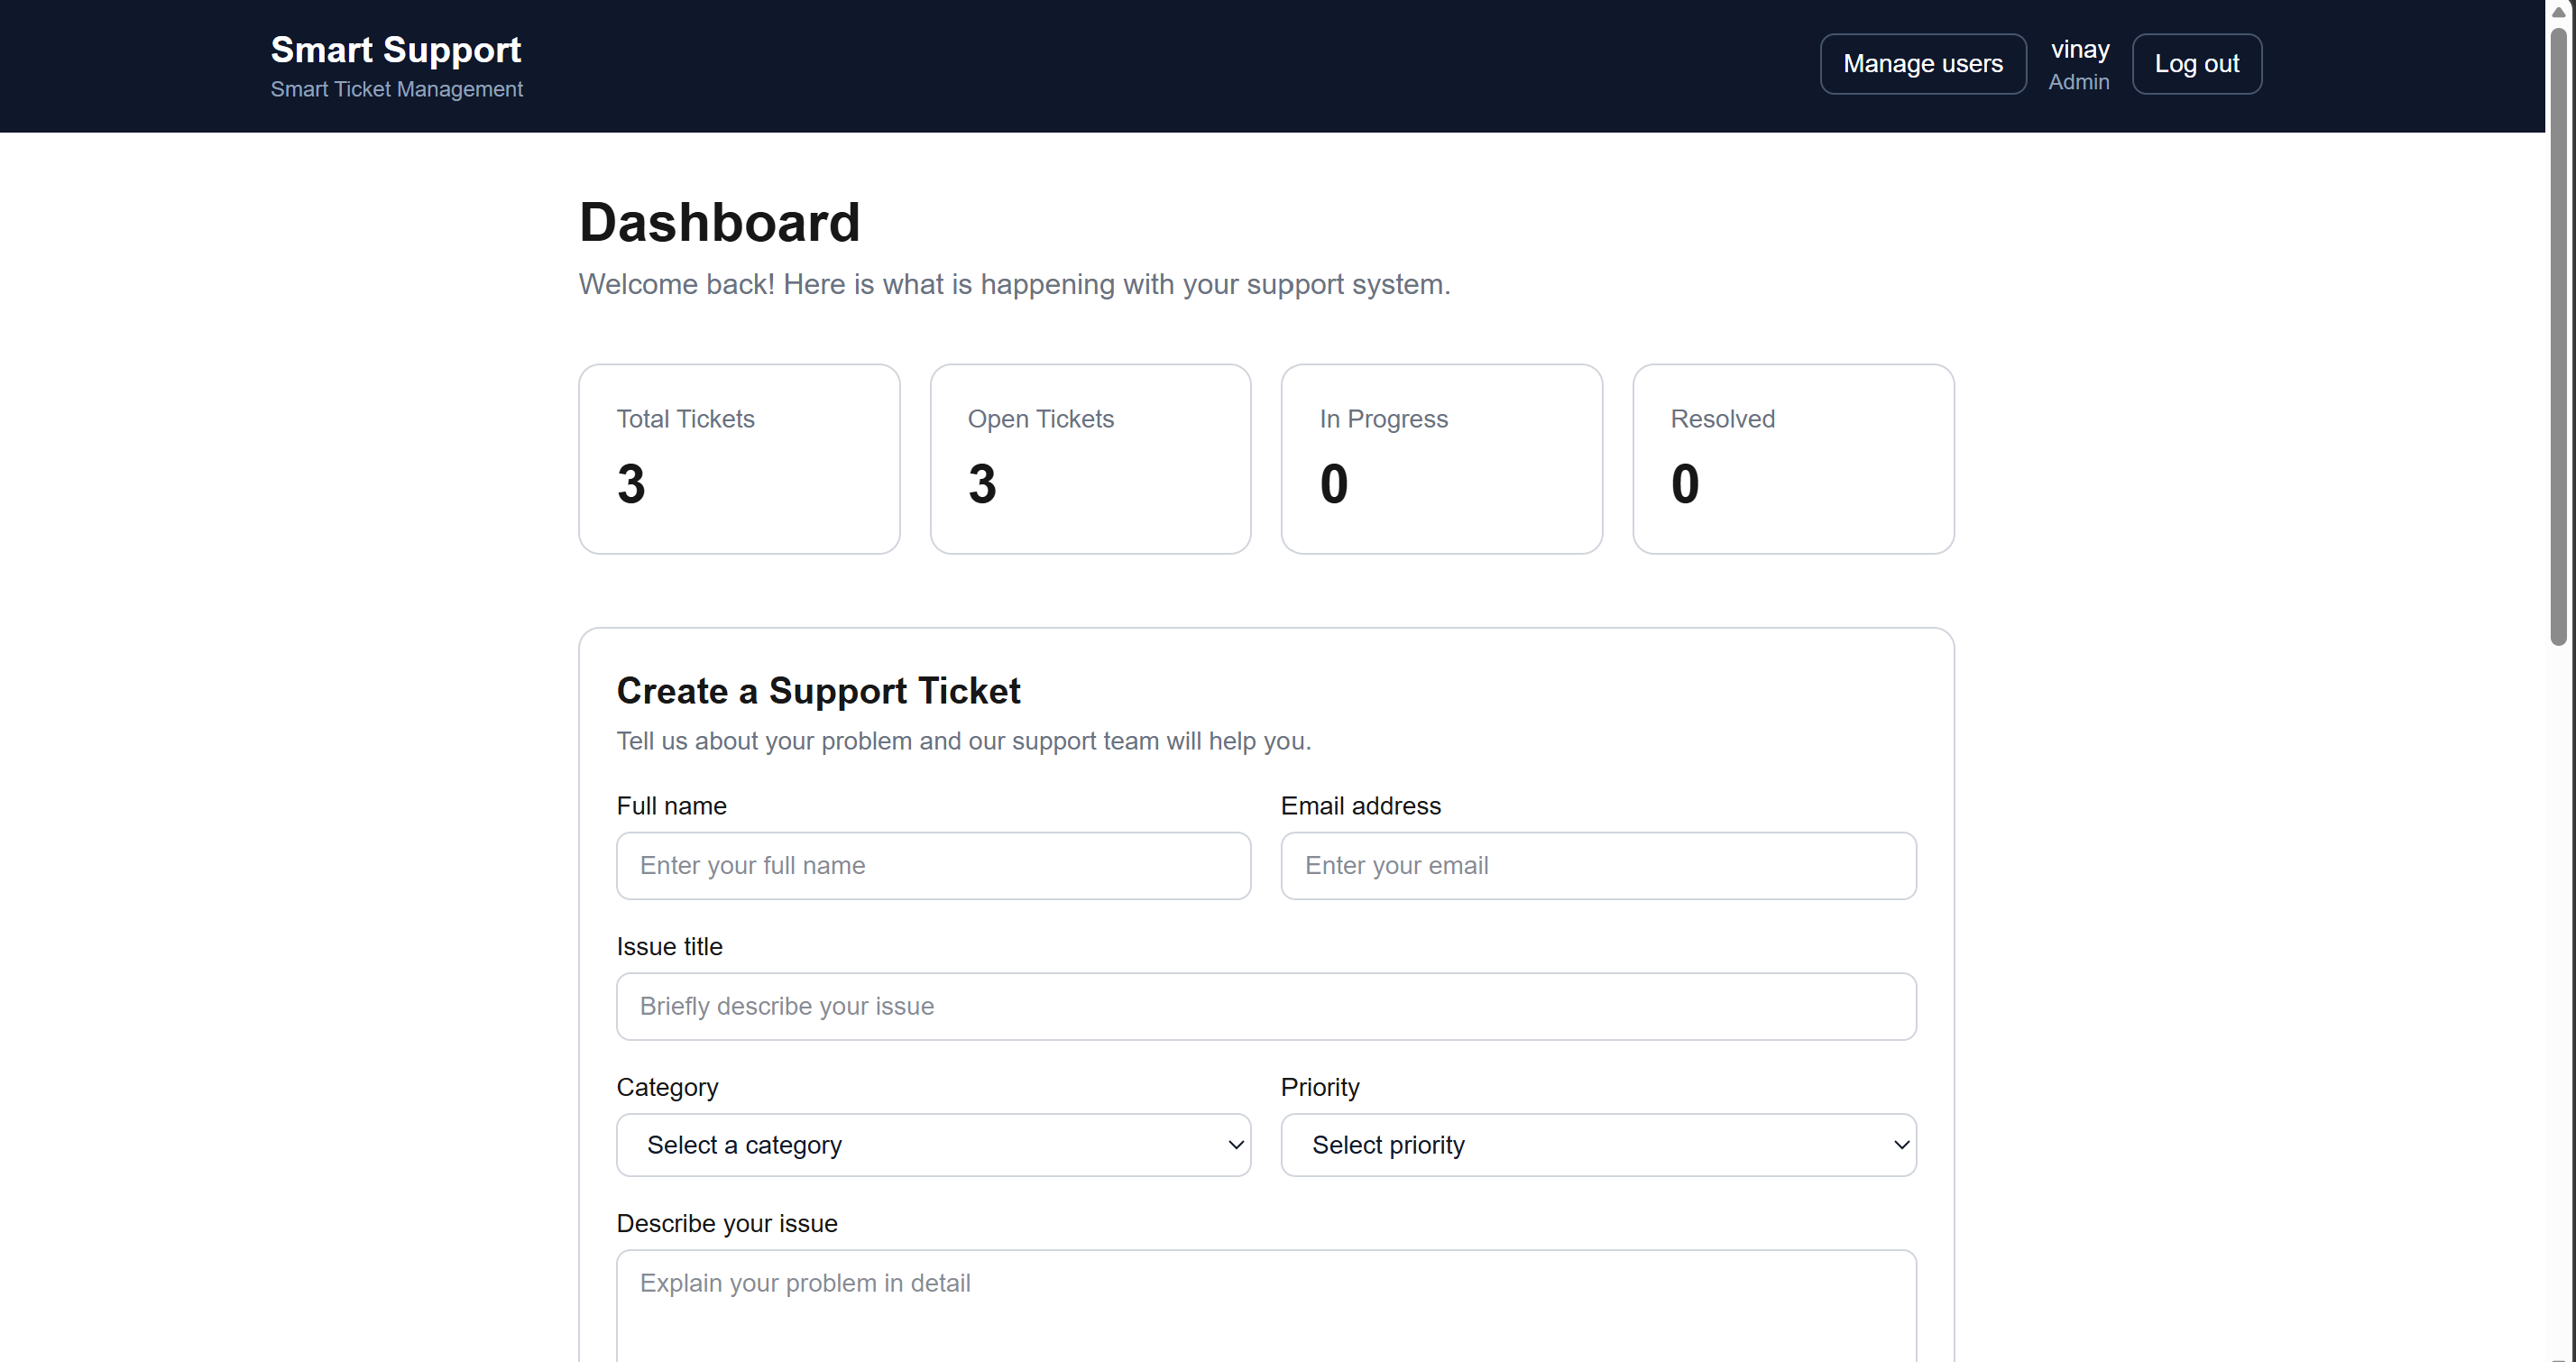 Smart Support
Smart Ticket Management
Manage users
vinay
Admin
Log out
Dashboard
Welcome back! Here is what is happening with your support system.
Total Tickets
3
Open Tickets
3
In Progress
0
Resolved
0
Create a Support Ticket
Tell us about your problem and our support team will help you.
Full name
Enter your full name
Email address
Enter your email
Issue title
Briefly describe your issue
Category
Select a category
Priority
Select priority
Describe your issue
Explain your problem in detail